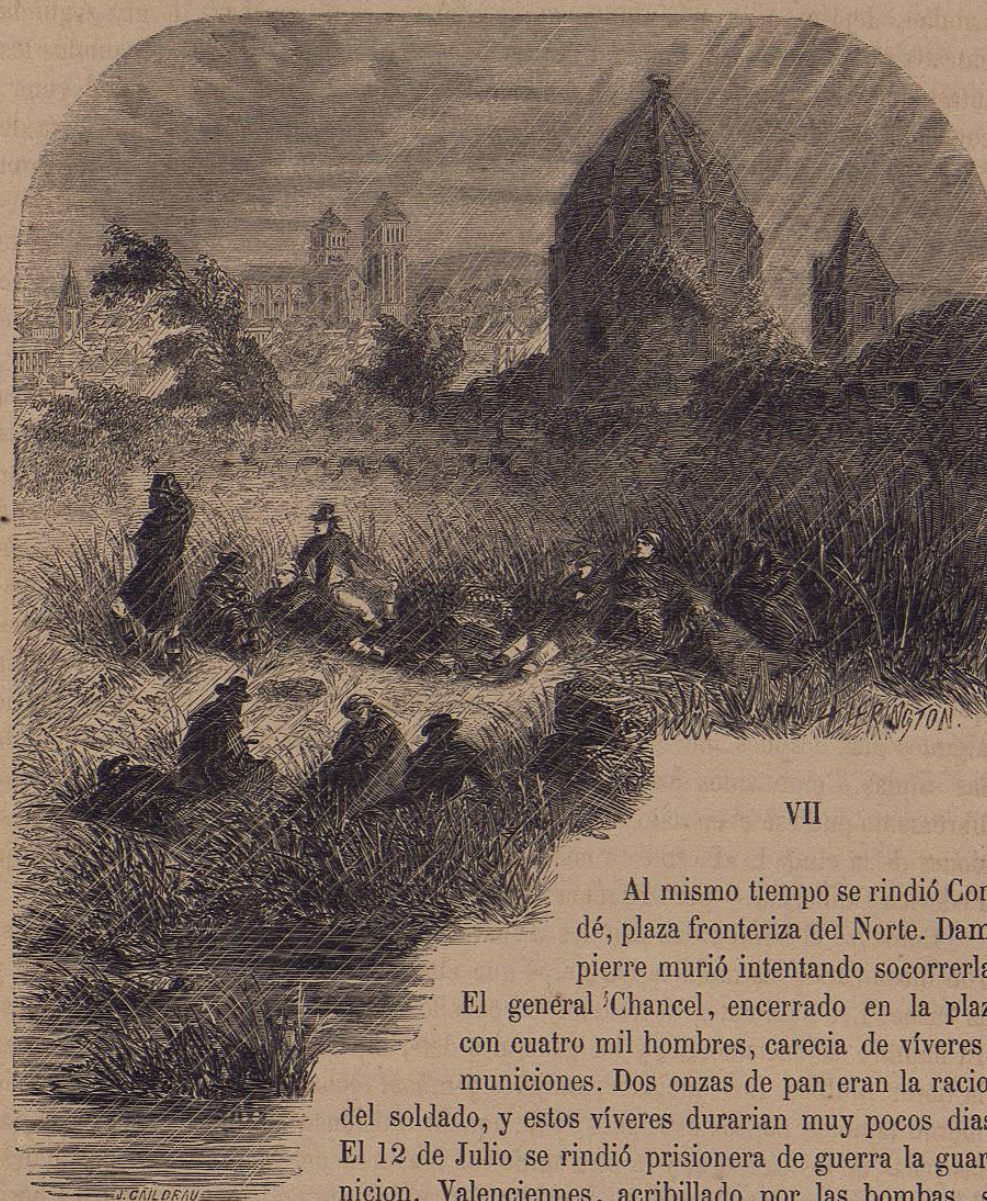 VII
Al mismo tiempo se rindió Con
dé, plaza fronteriza del Norte. Dam
pierre murió intentando socorrerla
El general Chancel, encerrado en la plaz
con cuatro mil hombres, carecia de víveres
municiones. Dos onzas de pan eran la racio
del soldado, y estos víveres durarian muy pocos dias
El 12 de Julio se rindió prisionera de guerra la guar
nicion. Valenciennes, acribillado por las bombas, s
J. GAILDRAU